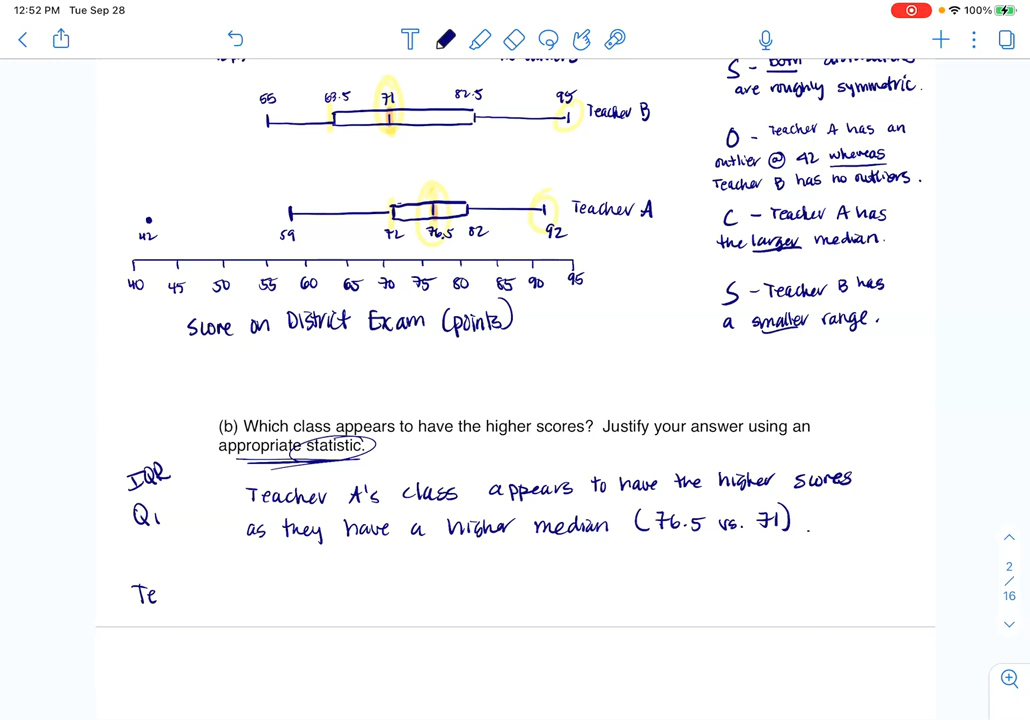 12:52 PM Tue Sep 28
100%
T
S - Both
are roughly symmetric.
55 63.5 71 82.5 95
Teacher B
O - Teacher A has an
outlier @ 42 whereas
Teacher B has no outliers.
Teacher A
42 59 72 76.5 82 92
C - Teacher A has
the larger median.
40 45 50 55 60 65 70 75 80 85 90 95
Score on District Exam (points)
S - Teacher B has
a smaller range.
(b) Which class appears to have the higher scores? Justify your answer using an
appropriate statistic.
IQR
Teacher A's class appears to have the higher scores
Q1
as they have a higher median (76.5 vs. 71).
Te
2
/
16